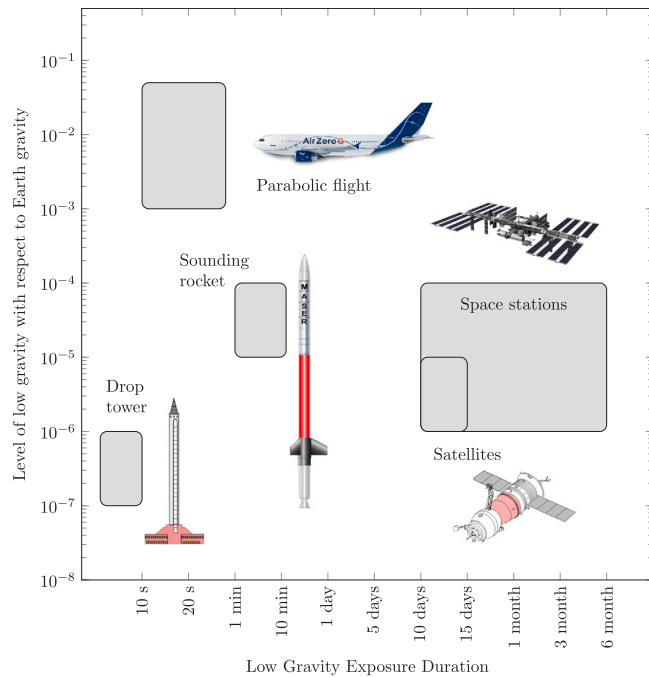 10⁻¹
10⁻²
10⁻³
10⁻⁴
10⁻⁵
10⁻⁶
10⁻⁷
10⁻⁸
Level of low gravity with respect to Earth gravity
AirZeroG
Parabolic flight
Sounding
rocket
MASER
Space stations
Drop
tower
Satellites
10 s
20 s
1 min
10 min
1 day
5 days
10 days
15 days
1 month
3 month
6 month
Low Gravity Exposure Duration